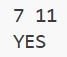 7 11
YES